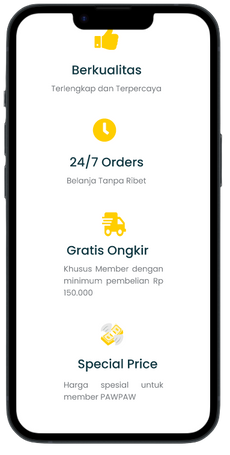 Berkualitas
Terlengkap dan Terpercaya
24/7 Orders
Belanja Tanpa Ribet
Gratis Ongkir
Khusus Member dengan
minimum pembelian Rp
150.000
Special Price
Harga spesial untuk
member PAWPAW